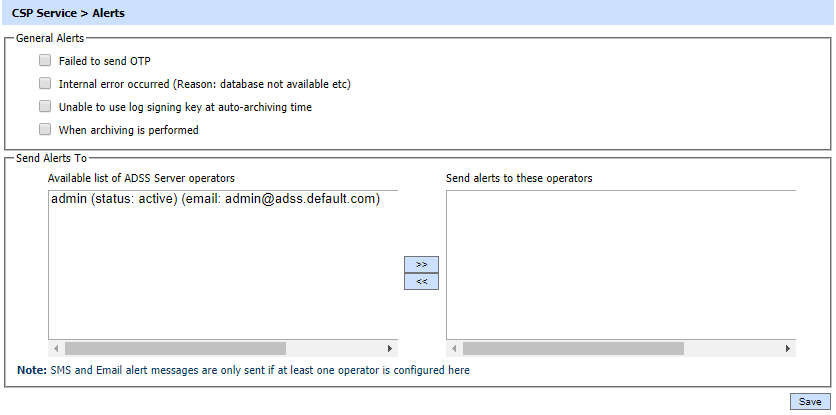 CSP Service > Alerts
General Alerts
Failed to send OTP
Internal error occurred (Reason: database not available etc)
Unable to use log signing key at auto-archiving time
When archiving is performed
Send Alerts To
Available list of ADSS Server operators
Send alerts to these operators
admin (status: active) (email: admin@adss.default.com)
>>
<<
Note: SMS and Email alert messages are only sent if at least one operator is configured here
Save